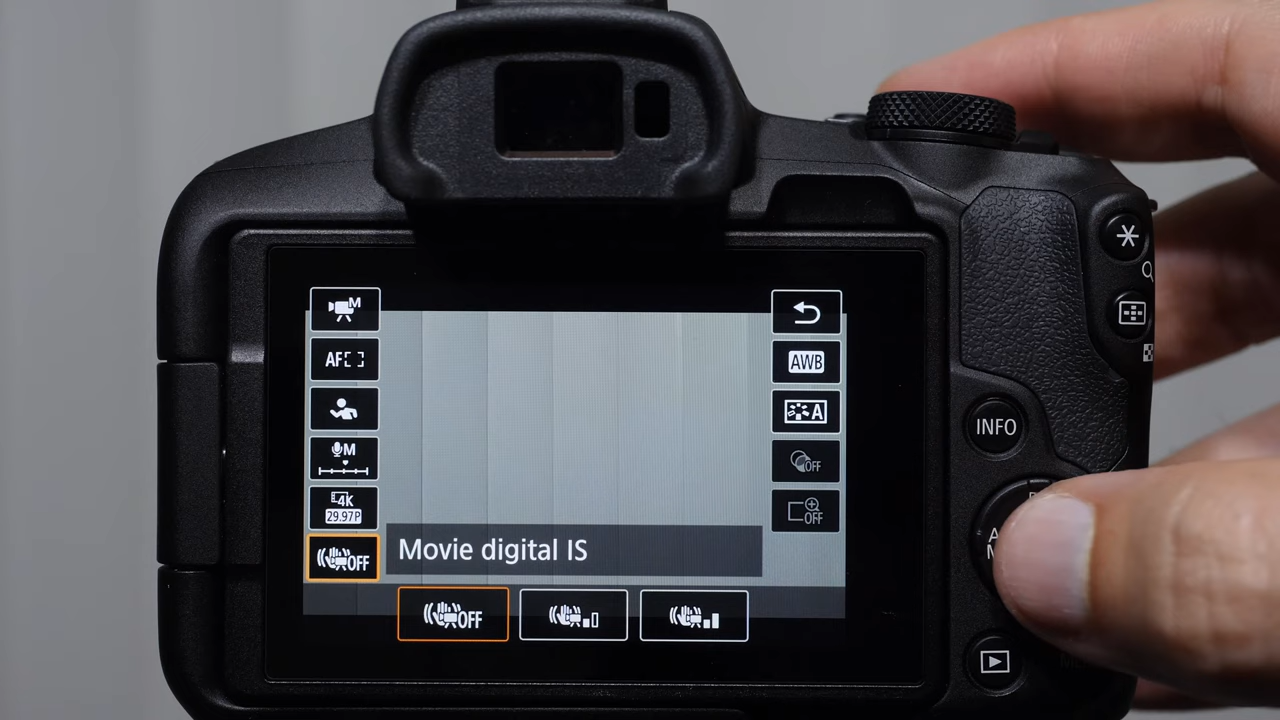 M
AF
M
4K
29.97P
OFF
Movie digital IS
OFF
AWB
A
OFF
OFF
INFO